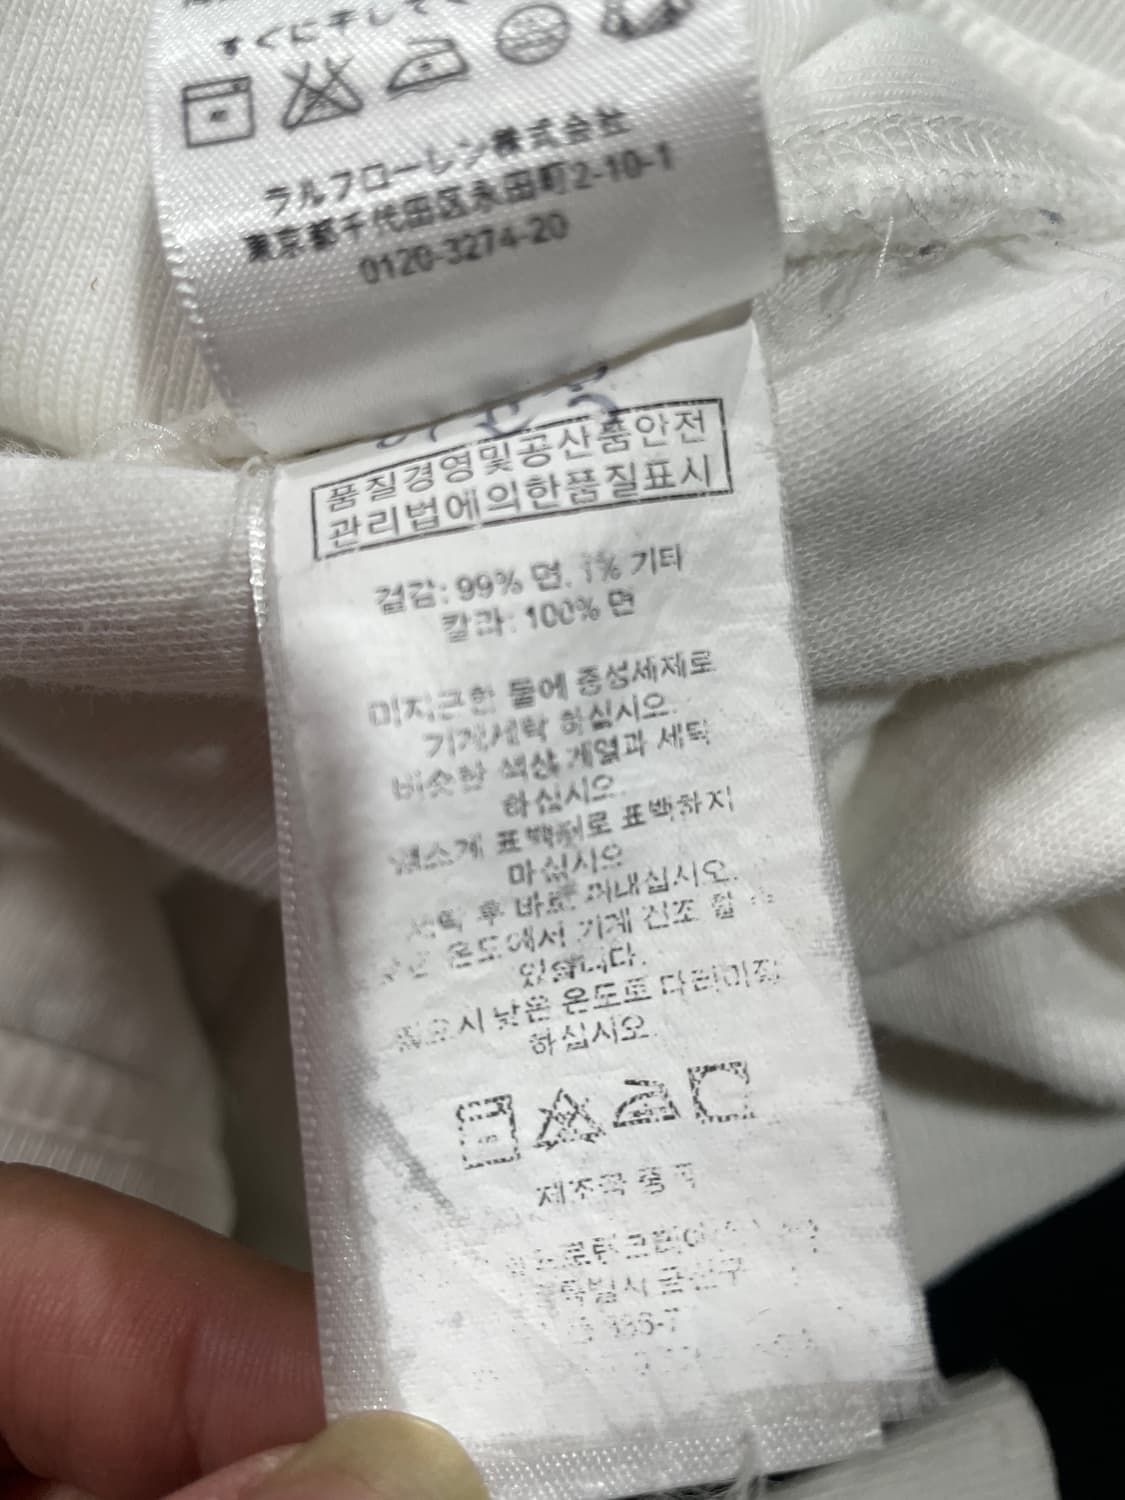 すぐに干してく
ラルフローレン株式会社
東京都千代田区永田町2-10-1
0120-3274-20
품질경영및공산품안전
관리법에의한품질표시
겉감: 99% 면, 1% 기타
칼라: 100% 면
미지근한 물에 중성세제로
기계세탁 하십시오.
비슷한 색상 계열과 세탁
하십시오.
염소계 표백제로 표백하지
마십시오
세탁 후 바로 꺼내십시오.
온도에서 기계 건조 할 수
있습니다.
필요시 낮은 온도로 다림질
하십시오.
제조국 중국